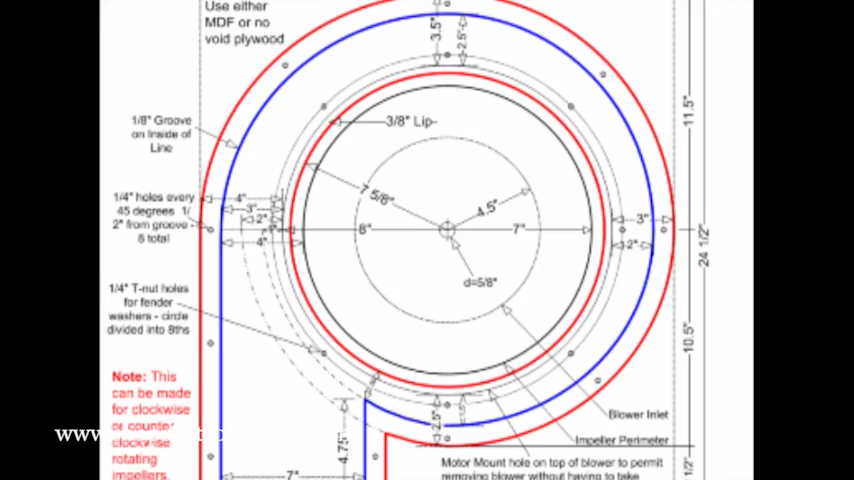 Use either
MDF or no
void plywood
3.5"
2.5"
1/8" Groove
on Inside of
Line
3/8" Lip
11.5"
1/4" holes every
45 degrees 1/
2" from groove -
8 total
4"
3"
2"
4"
7 5/8"
4.5"
8"
7"
3"
2"
24 1/2"
d=5/8"
1/4" T-nut holes
for fender
washers - circle
divided into 8ths
10.5"
Note: This
can be made
for clockwise
or counter
clockwise
rotating
impellers.
www.
4.75"
2.5"
Blower Inlet
Impeller Perimeter
Motor Mount hole on top of blower to permit
removing blower without having to take
7"
1/2"